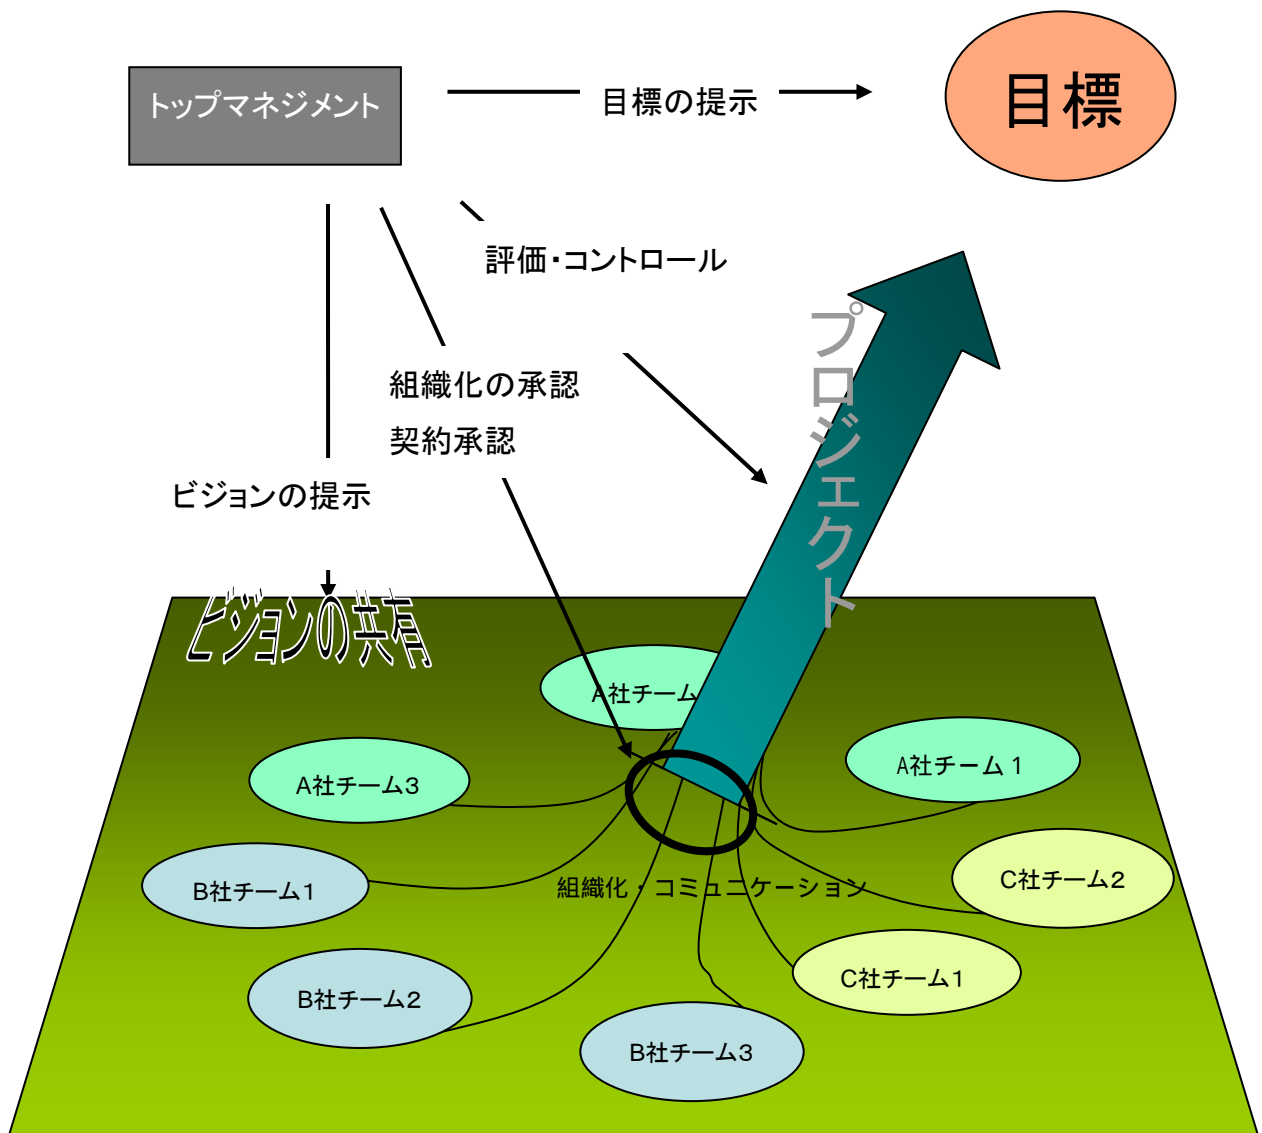 トップマネジメント
目標の提示
目標
評価・コントロール
プロジェクト
組織化の承認
契約承認
ビジョンの提示
ビジョンの共有
A社チーム
A社チーム1
A社チーム3
B社チーム1
組織化・コミュニケーション
C社チーム2
C社チーム1
B社チーム2
B社チーム3